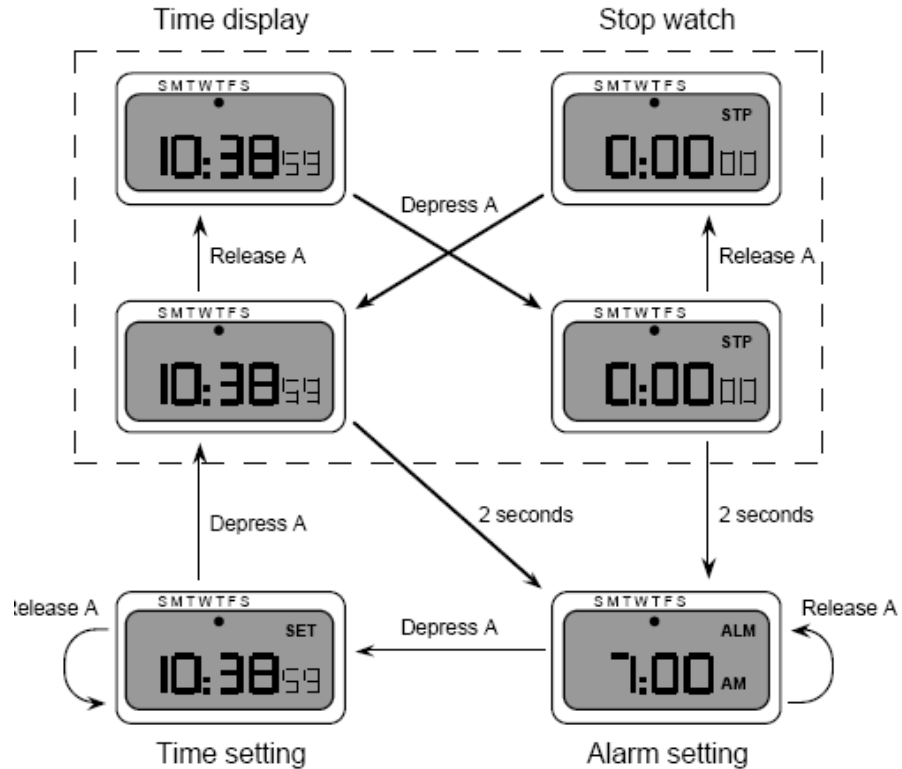 Time display
Stop watch
SMTWTFS
10:38 59
SMTWTFS
STP
0:00 00
Depress A
Release A
Release A
SMTWTFS
10:38 59
SMTWTFS
STP
0:00 00
2 seconds
2 seconds
Depress A
SMTWTFS
SET
10:38 59
SMTWTFS
ALM
7:00 AM
elease A
Depress A
Release A
Time setting
Alarm setting